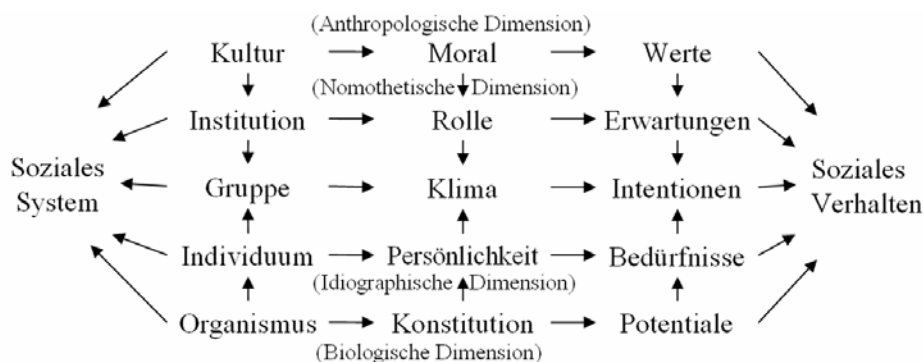 (Anthropologische Dimension)
Kultur Moral Werte
(Nomothetische Dimension)
Institution Rolle Erwartungen
Soziales System
Gruppe Klima Intentionen
Soziales Verhalten
Individuum Persönlichkeit Bedürfnisse
(Idiographische Dimension)
Organismus Konstitution Potentiale
(Biologische Dimension)